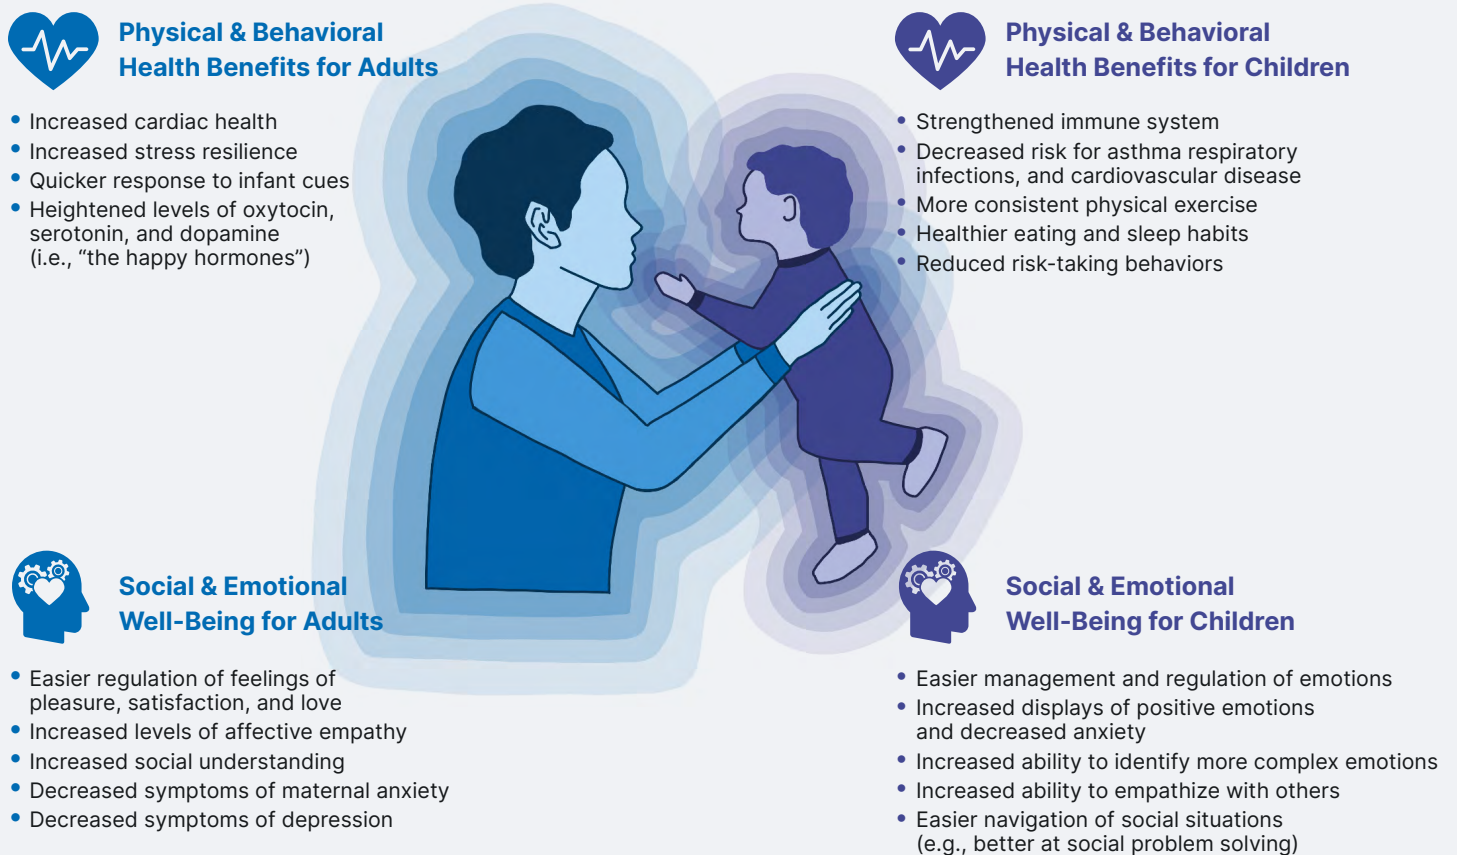 Physical & Behavioral
Health Benefits for Adults
• Increased cardiac health
• Increased stress resilience
• Quicker response to infant cues
• Heightened levels of oxytocin,
serotonin, and dopamine
(i.e., “the happy hormones”)
Physical & Behavioral
Health Benefits for Children
• Strengthened immune system
• Decreased risk for asthma respiratory
infections, and cardiovascular disease
• More consistent physical exercise
• Healthier eating and sleep habits
• Reduced risk-taking behaviors
Social & Emotional
Well-Being for Adults
• Easier regulation of feelings of
pleasure, satisfaction, and love
• Increased levels of affective empathy
• Increased social understanding
• Decreased symptoms of maternal anxiety
• Decreased symptoms of depression
Social & Emotional
Well-Being for Children
• Easier management and regulation of emotions
• Increased displays of positive emotions
and decreased anxiety
• Increased ability to identify more complex emotions
• Increased ability to empathize with others
• Easier navigation of social situations
(e.g., better at social problem solving)